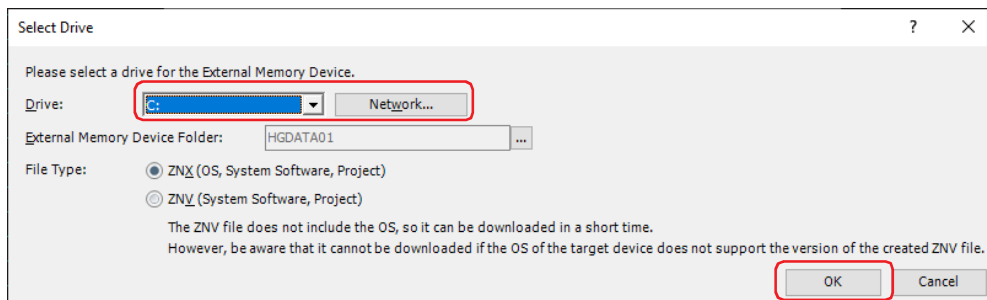 Select Drive ? X
Please select a drive for the External Memory Device.
Drive: C: Network...
External Memory Device Folder: HGDATA01 ...
File Type: ZNX (OS, System Software, Project)
ZNV (System Software, Project)
The ZNV file does not include the OS, so it can be downloaded in a short time.
However, be aware that it cannot be downloaded if the OS of the target device does not support the version of the created ZNV file.
OK Cancel